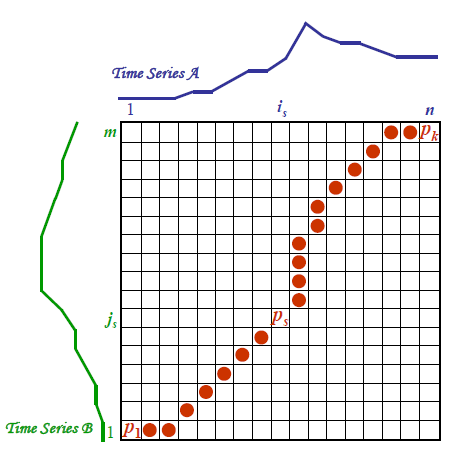 Time Series A
1 i_s n
m p_k
j_s p_s
Time Series B 1 p_1